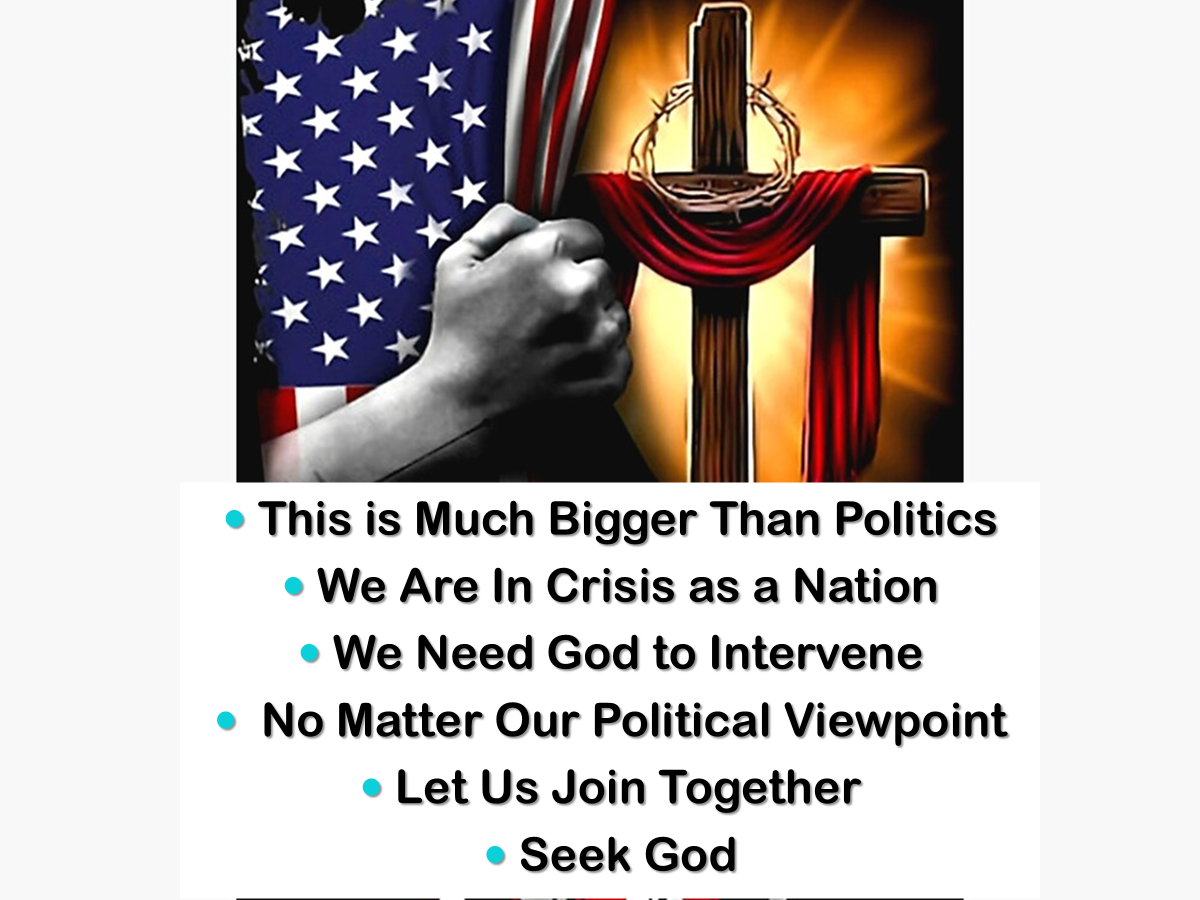 • This is Much Bigger Than Politics
• We Are In Crisis as a Nation
• We Need God to Intervene
• No Matter Our Political Viewpoint
• Let Us Join Together
• Seek God